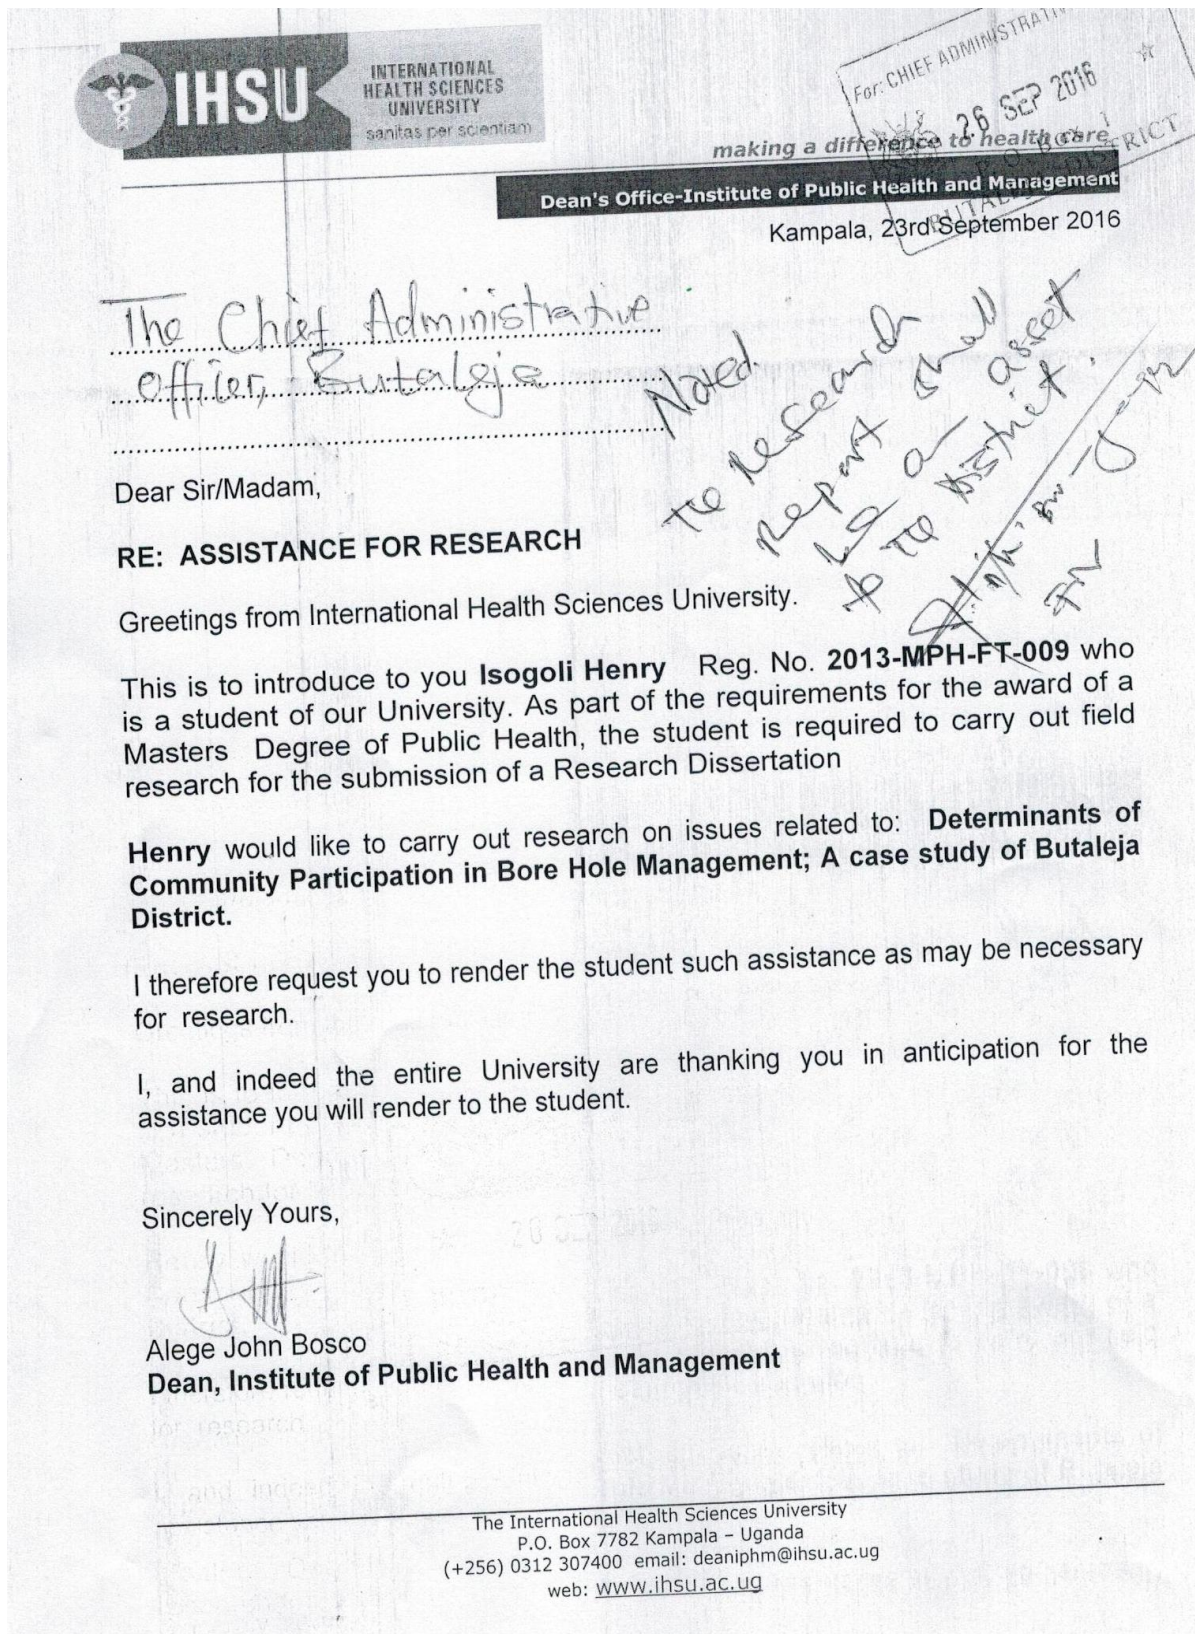 IHSU
INTERNATIONAL
HEALTH SCIENCES
UNIVERSITY
sanitas per scientiam
For: CHIEF ADMINISTRATIV
26 SEP 2016
P. O. Box 1
BUTALEJA DISTRICT
making a difference to health care
Dean's Office-Institute of Public Health and Management
Kampala, 23rd September 2016
The Chief Administrative
Officer, Butaleja
Noted.
The Research
Report shall
be a asset
to the District.
Dear Sir/Madam,
RE: ASSISTANCE FOR RESEARCH
Greetings from International Health Sciences University.
This is to introduce to you Isogoli Henry Reg. No. 2013-MPH-FT-009 who
is a student of our University. As part of the requirements for the award of a
Masters Degree of Public Health, the student is required to carry out field
research for the submission of a Research Dissertation
Henry would like to carry out research on issues related to: Determinants of
Community Participation in Bore Hole Management; A case study of Butaleja
District.
I therefore request you to render the student such assistance as may be necessary
for research.
I, and indeed the entire University are thanking you in anticipation for the
assistance you will render to the student.
Sincerely Yours,
Alege John Bosco
Dean, Institute of Public Health and Management
The International Health Sciences University
P.O. Box 7782 Kampala – Uganda
(+256) 0312 307400 email: deaniphm@ihsu.ac.ug
web: www.ihsu.ac.ug